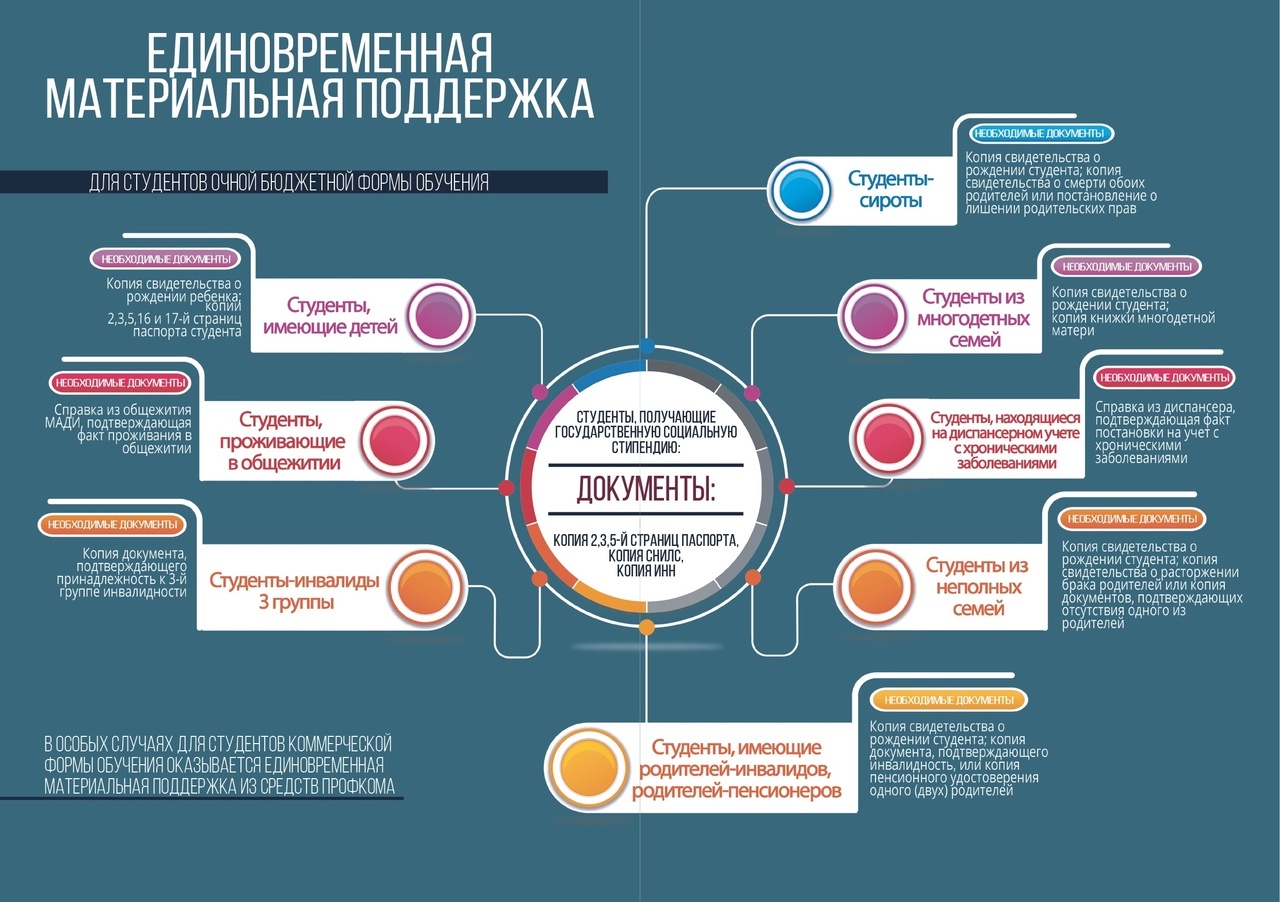 ЕДИНОВРЕМЕННАЯ
МАТЕРИАЛЬНАЯ ПОДДЕРЖКА
ДЛЯ СТУДЕНТОВ ОЧНОЙ БЮДЖЕТНОЙ ФОРМЫ ОБУЧЕНИЯ
НЕОБХОДИМЫЕ ДОКУМЕНТЫ
Копия свидетельства о
рождении ребенка;
копии
2,3,5,16 и 17-й страниц
паспорта студента
Студенты,
имеющие детей
НЕОБХОДИМЫЕ ДОКУМЕНТЫ
Справка из общежития
МАДИ, подтверждающая
факт проживания в
общежитии
Студенты,
проживающие
в общежитии
НЕОБХОДИМЫЕ ДОКУМЕНТЫ
Копия документа,
подтверждающего
принадлежность к 3-й
группе инвалидности
Студенты-инвалиды
3 группы
СТУДЕНТЫ, ПОЛУЧАЮЩИЕ
ГОСУДАРСТВЕННУЮ СОЦИАЛЬНУЮ
СТИПЕНДИЮ:
ДОКУМЕНТЫ:
КОПИЯ 2,3,5-Й СТРАНИЦ ПАСПОРТА,
КОПИЯ СНИЛС,
КОПИЯ ИНН
Студенты-
сироты
НЕОБХОДИМЫЕ ДОКУМЕНТЫ
Копия свидетельства о
рождении студента; копия
свидетельства о смерти обоих
родителей или постановление о
лишении родительских прав
Студенты из
многодетных
семей
НЕОБХОДИМЫЕ ДОКУМЕНТЫ
Копия свидетельства о
рождении студента;
копия книжки многодетной
матери
Студенты, находящиеся
на диспансерном учете
с хроническими
заболеваниями
НЕОБХОДИМЫЕ ДОКУМЕНТЫ
Справка из диспансера,
подтверждающая факт
постановки на учет с
хроническими
заболеваниями
Студенты из
неполных
семей
НЕОБХОДИМЫЕ ДОКУМЕНТЫ
Копия свидетельства о
рождении студента; копия
свидетельства о расторжении
брака родителей или копия
документов, подтверждающих
отсутствия одного из
родителей
Студенты, имеющие
родителей-инвалидов,
родителей-пенсионеров
НЕОБХОДИМЫЕ ДОКУМЕНТЫ
Копия свидетельства о
рождении студента; копия
документа, подтверждающего
инвалидность, или копия
пенсионного удостоверения
одного (двух) родителей
В ОСОБЫХ СЛУЧАЯХ ДЛЯ СТУДЕНТОВ КОММЕРЧЕСКОЙ
ФОРМЫ ОБУЧЕНИЯ ОКАЗЫВАЕТСЯ ЕДИНОВРЕМЕННАЯ
МАТЕРИАЛЬНАЯ ПОДДЕРЖКА ИЗ СРЕДСТВ ПРОФКОМА